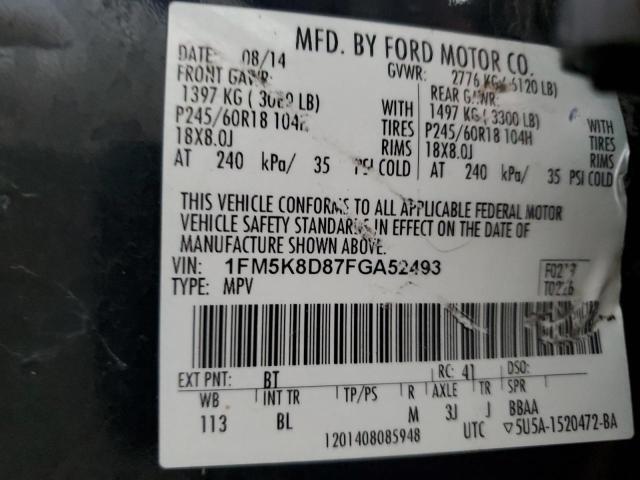 MFD. BY FORD MOTOR CO.
DATE: 08/14 GVWR: 2776 KG ( 6120 LB)
FRONT GAWR: REAR GAWR:
1397 KG ( LB) WITH 1497 KG ( 3300 LB) WITH
P245/60R18 104H TIRES P245/60R18 104H TIRES
18X8.0J RIMS 18X8.0J RIMS
AT 240 kPa/ 35 PSI COLD AT 240 kPa/ 35 PSI COLD
THIS VEHICLE CONFORMS TO ALL APPLICABLE FEDERAL MOTOR
VEHICLE SAFETY STANDARDS IN EFFECT ON THE DATE OF
MANUFACTURE SHOWN ABOVE.
VIN: 1FM5K8D87FGA52493
TYPE: MPV T0226
EXT PNT: BT RC: 41 DSO:
WB INT TR TP/PS R AXLE TR SPR
113 BL M 3J J BBAA
1201408085948 UTC ▽5U5A-1520472-BA